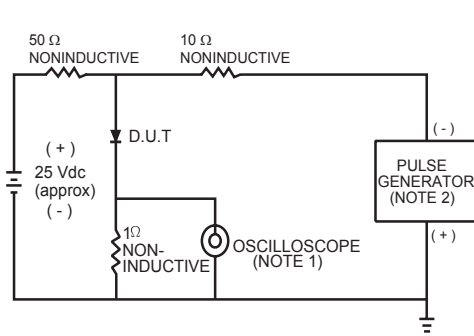 50 Ω
NONINDUCTIVE
10 Ω
NONINDUCTIVE
( + )
25 Vdc
(approx)
( - )
D.U.T
1Ω
NON-
INDUCTIVE
OSCILLOSCOPE
(NOTE 1)
( - )
PULSE
GENERATOR
(NOTE 2)
( + )